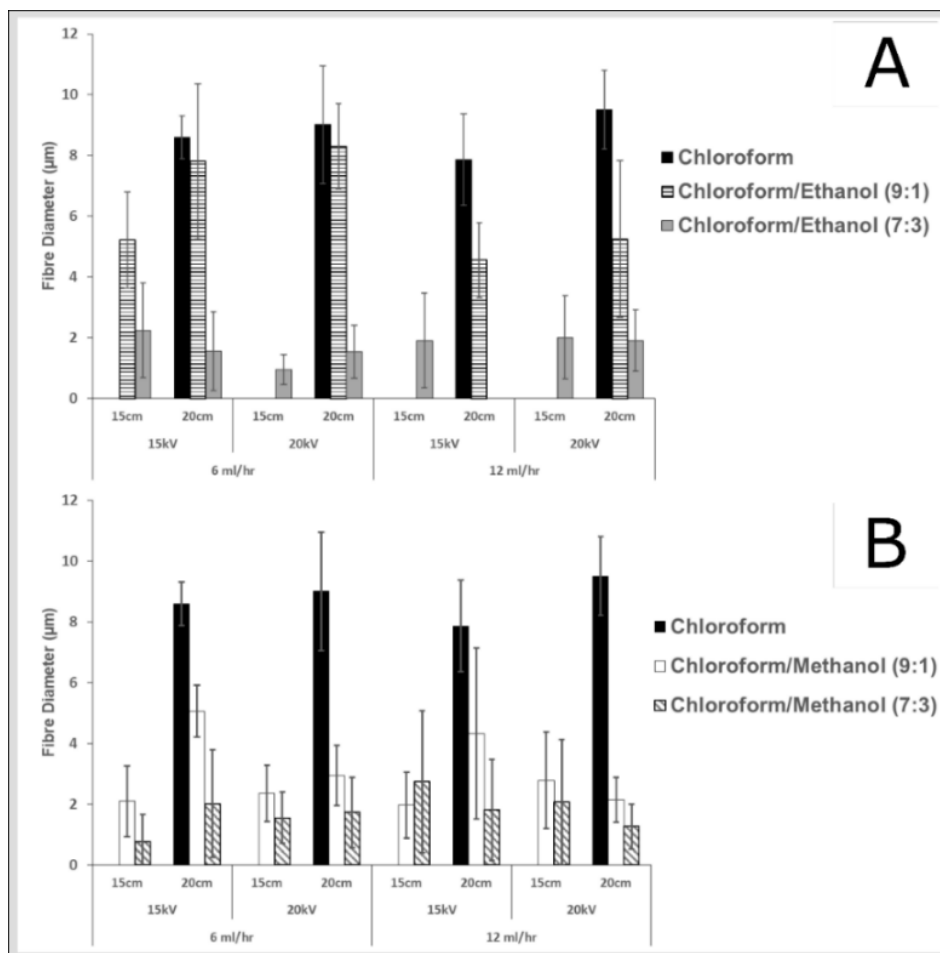 A
12
10
8
6
4
2
0
Fibre Diameter (µm)
Chloroform
Chloroform/Ethanol (9:1)
Chloroform/Ethanol (7:3)
15cm 20cm 15cm 20cm 15cm 20cm 15cm 20cm
15kV 20kV 15kV 20kV
6 ml/hr 12 ml/hr
B
12
10
8
6
4
2
0
Fibre Diameter (µm)
Chloroform
Chloroform/Methanol (9:1)
Chloroform/Methanol (7:3)
15cm 20cm 15cm 20cm 15cm 20cm 15cm 20cm
15kV 20kV 15kV 20kV
6 ml/hr 12 ml/hr